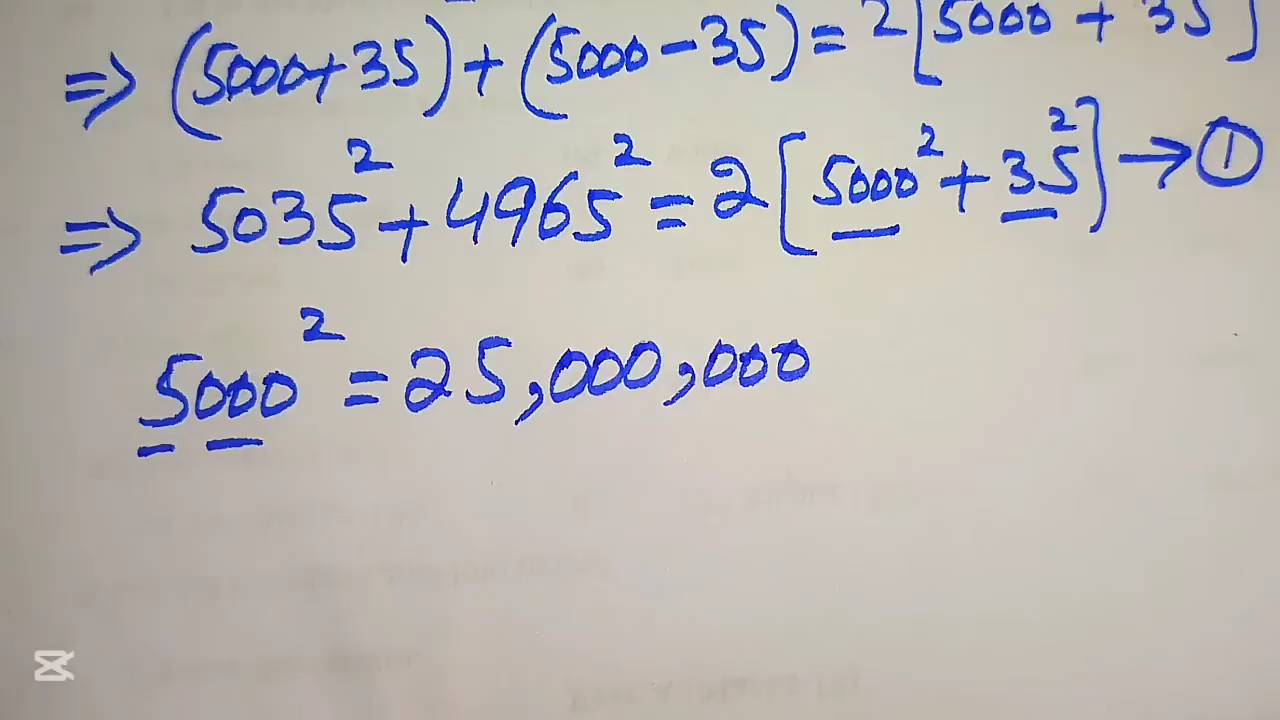 ⇒ (5000+35)+(5000-35)=2[5000 + 35]
⇒ 5035²+4965²=2[5000²+35²]→①
5000²=25,000,000